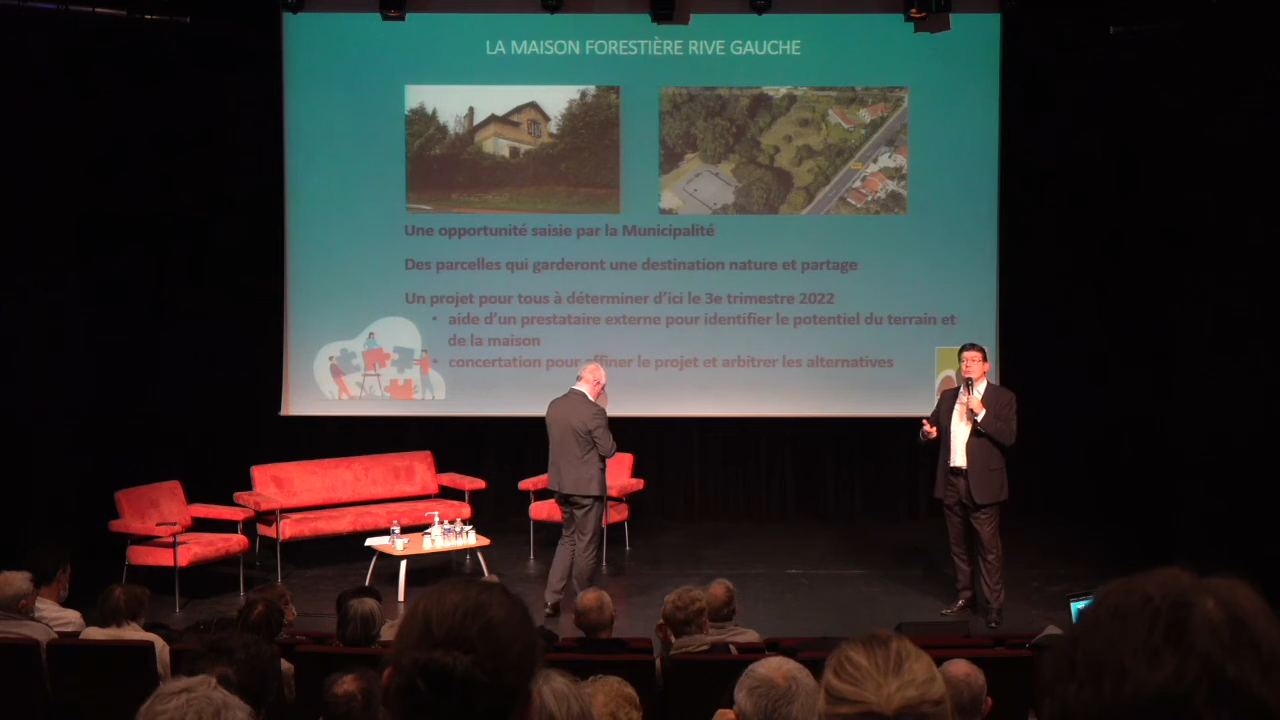 LA MAISON FORESTIÈRE RIVE GAUCHE
Une opportunité saisie par la Municipalité
Des parcelles qui garderont une destination nature et partage
Un projet pour tous à déterminer d'ici le 3e trimestre 2022
• aide d'un prestataire externe pour identifier le potentiel du terrain et
de la maison
• concertation pour affiner le projet et arbitrer les alternatives